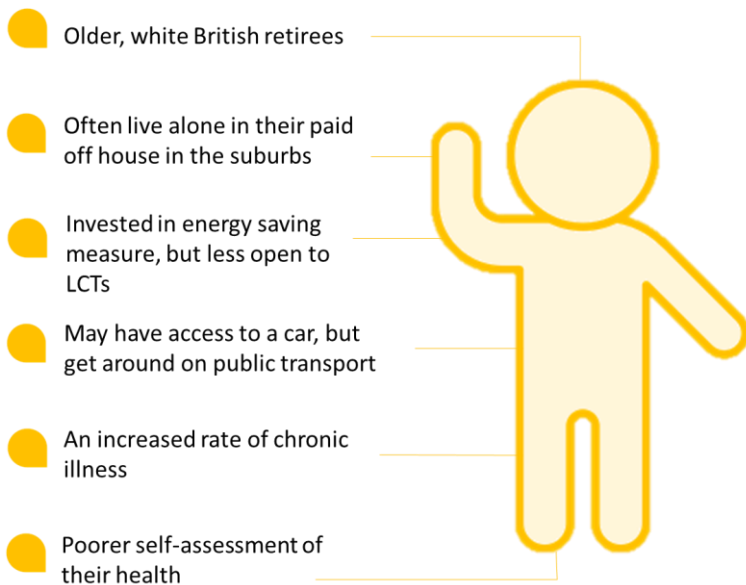 Older, white British retirees
Often live alone in their paid
off house in the suburbs
Invested in energy saving
measure, but less open to
LCTs
May have access to a car, but
get around on public transport
An increased rate of chronic
illness
Poorer self-assessment of
their health